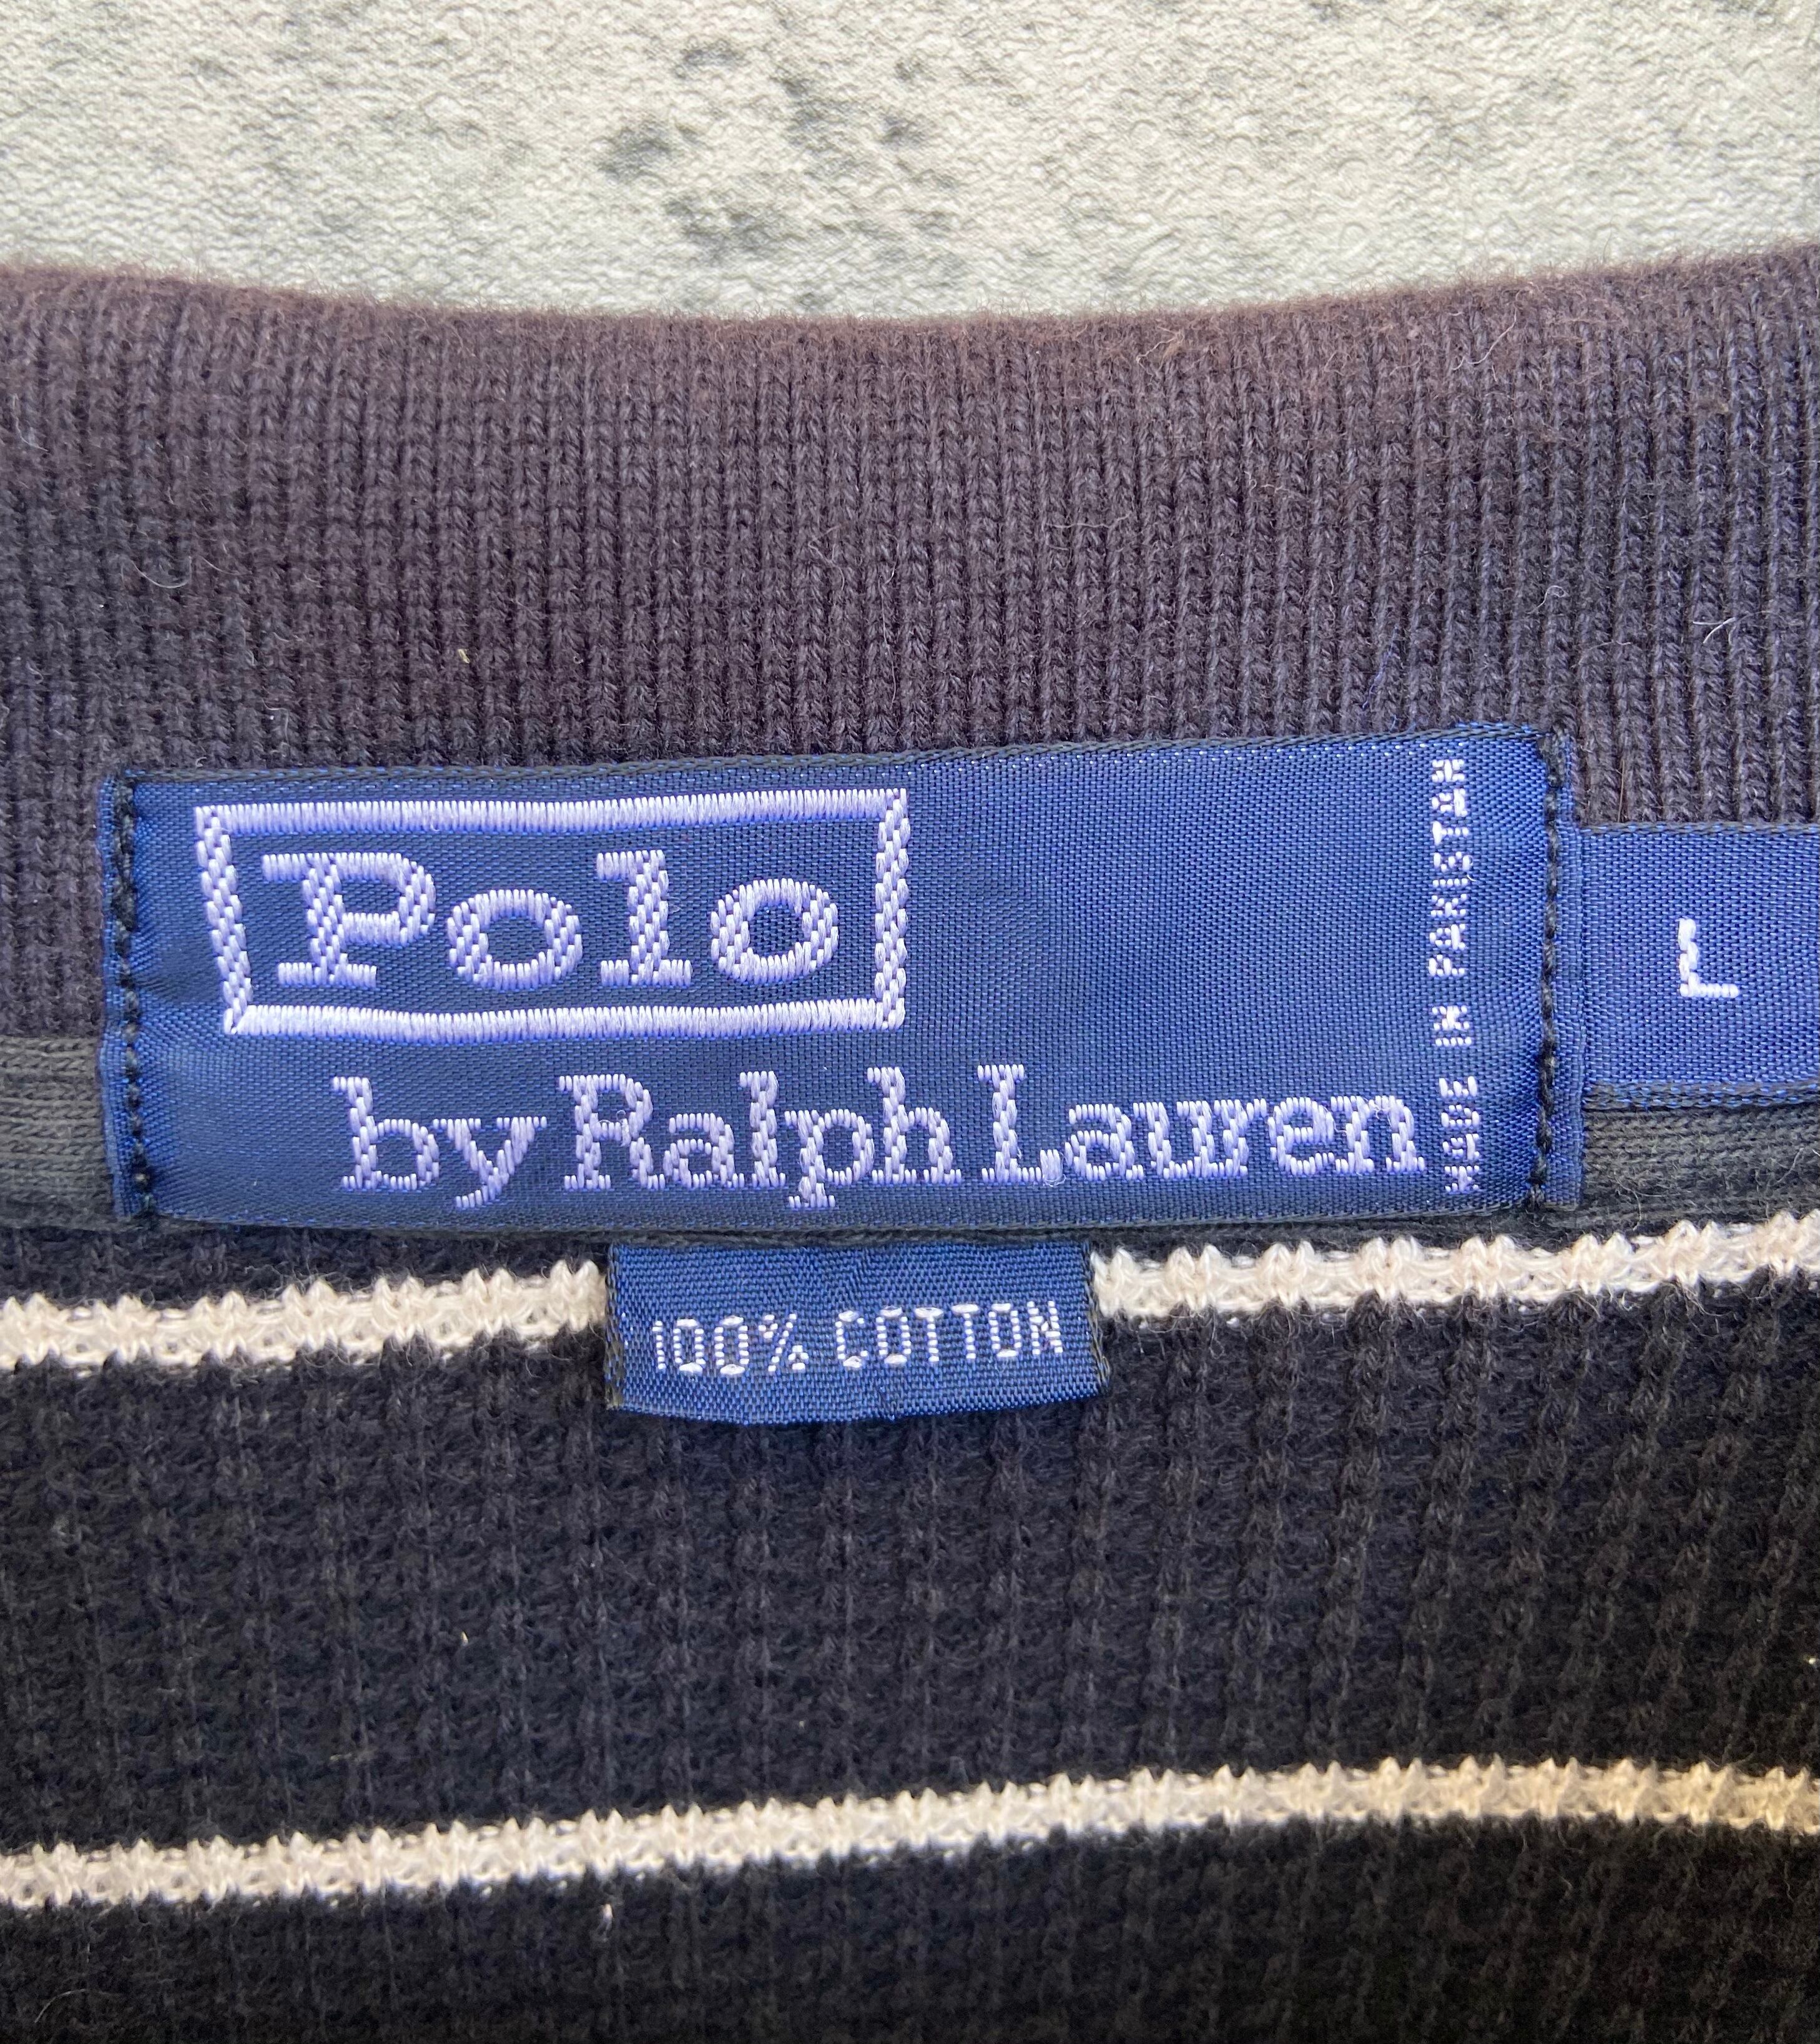 Polo
by Ralph Lauren
MADE IN PAKISTAN
L
100% COTTON